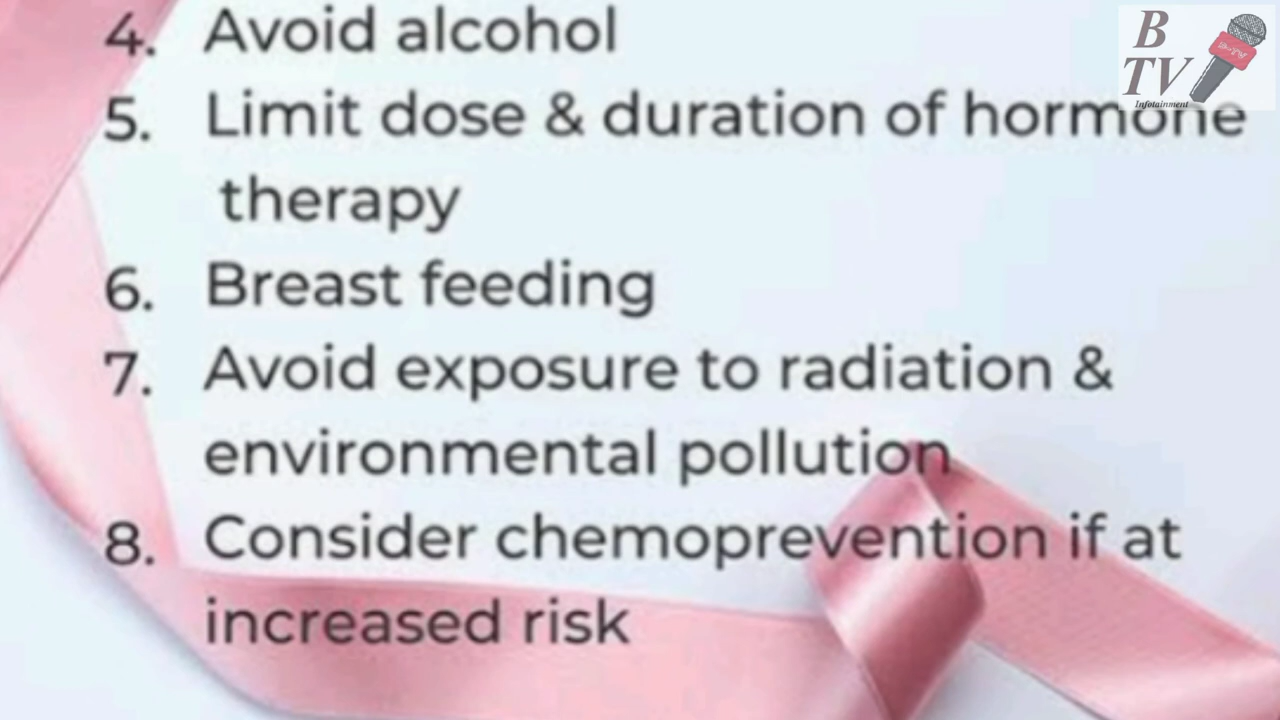 4. Avoid alcohol
5. Limit dose & duration of hormone
therapy
6. Breast feeding
7. Avoid exposure to radiation &
environmental pollution
8. Consider chemoprevention if at
increased risk
B
TV
Infotainment